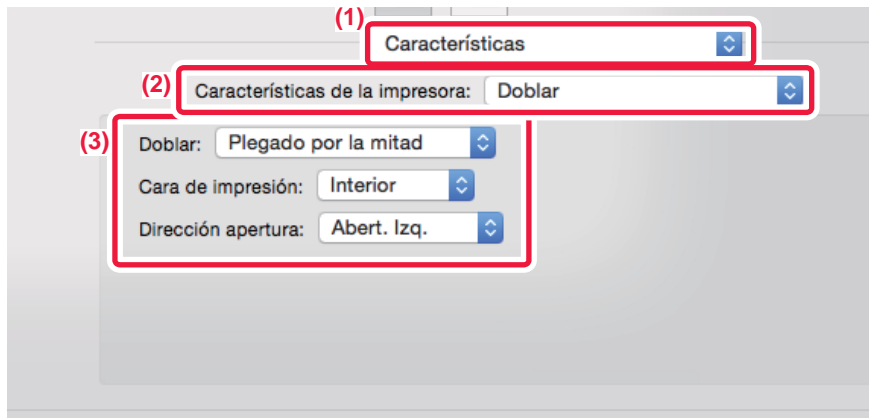 (1)
Características
(2) Características de la impresora: Doblar
(3) Doblar: Plegado por la mitad
Cara de impresión: Interior
Dirección apertura: Abert. Izq.